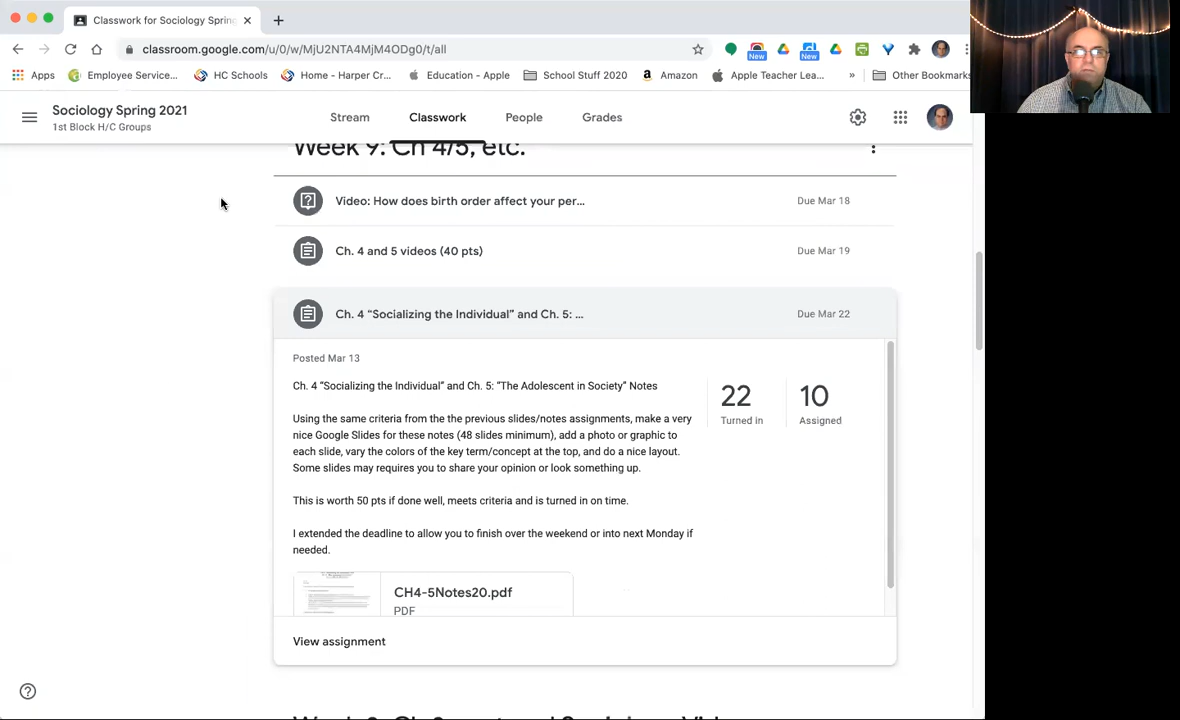 Classwork for Sociology Sprin
classroom.google.com/u/0/w/MjU2NTA4MjM4ODg0/t/all
New
New
Apps
Employee Service...
HC Schools
Home - Harper Cr...
Education - Apple
School Stuff 2020
Amazon
Apple Teacher Lea...
»
Other Bookmarks
Sociology Spring 2021
1st Block H/C Groups
Stream
Classwork
People
Grades
Week 9: Ch 4/5, etc.
Video: How does birth order affect your per...
Due Mar 18
Ch. 4 and 5 videos (40 pts)
Due Mar 19
Ch. 4 “Socializing the Individual” and Ch. 5: ...
Due Mar 22
Posted Mar 13
Ch. 4 “Socializing the Individual” and Ch. 5: “The Adolescent in Society” Notes
22
Turned in
10
Assigned
Using the same criteria from the the previous slides/notes assignments, make a very
nice Google Slides for these notes (48 slides minimum), add a photo or graphic to
each slide, vary the colors of the key term/concept at the top, and do a nice layout.
Some slides may requires you to share your opinion or look something up.
This is worth 50 pts if done well, meets criteria and is turned in on time.
I extended the deadline to allow you to finish over the weekend or into next Monday if
needed.
CH4-5Notes20.pdf
PDF
View assignment